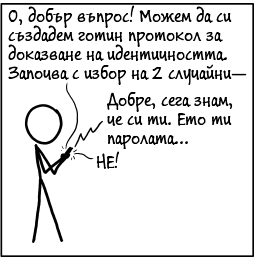 О, добър въпрос! Можем да си
създадем готин протокол за
доказване на идентичността.
Започва с избор на 2 случайни—
Добре, сега знам,
че си ти. Ето ти
паролата...
НЕ!